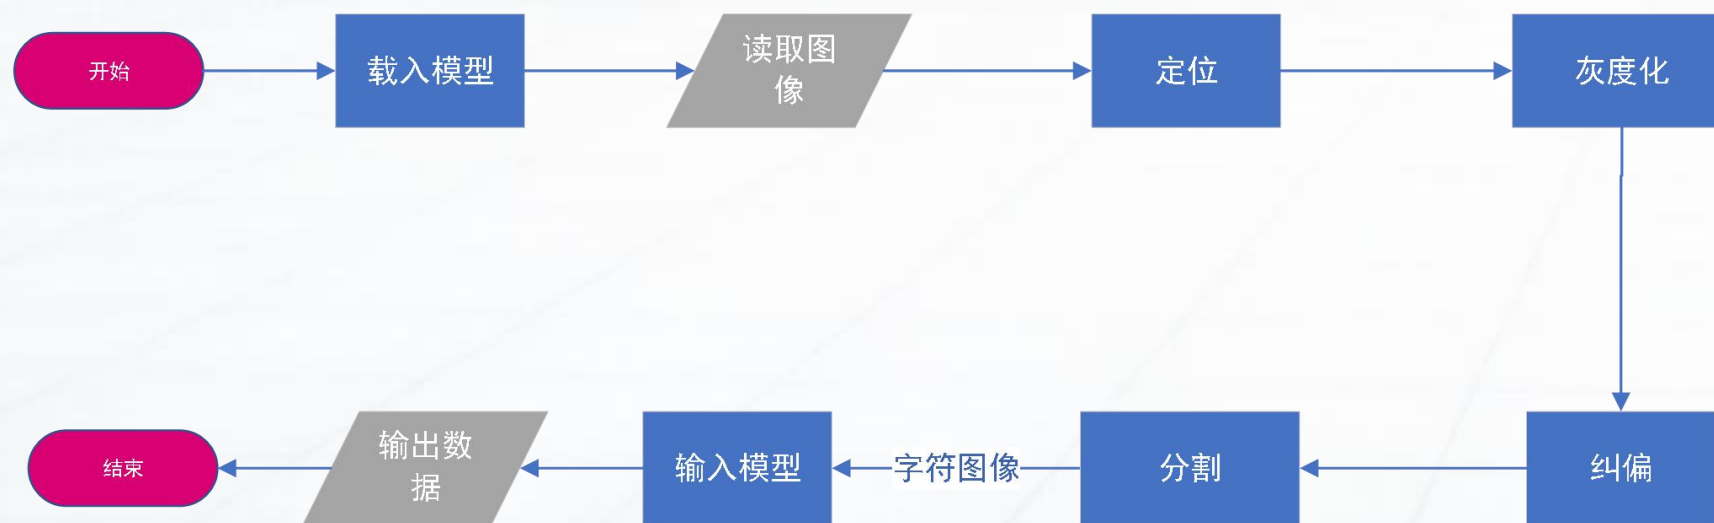 开始
载入模型
读取图
像
定位
灰度化
纠偏
分割
字符图像
输入模型
输出数
据
结束